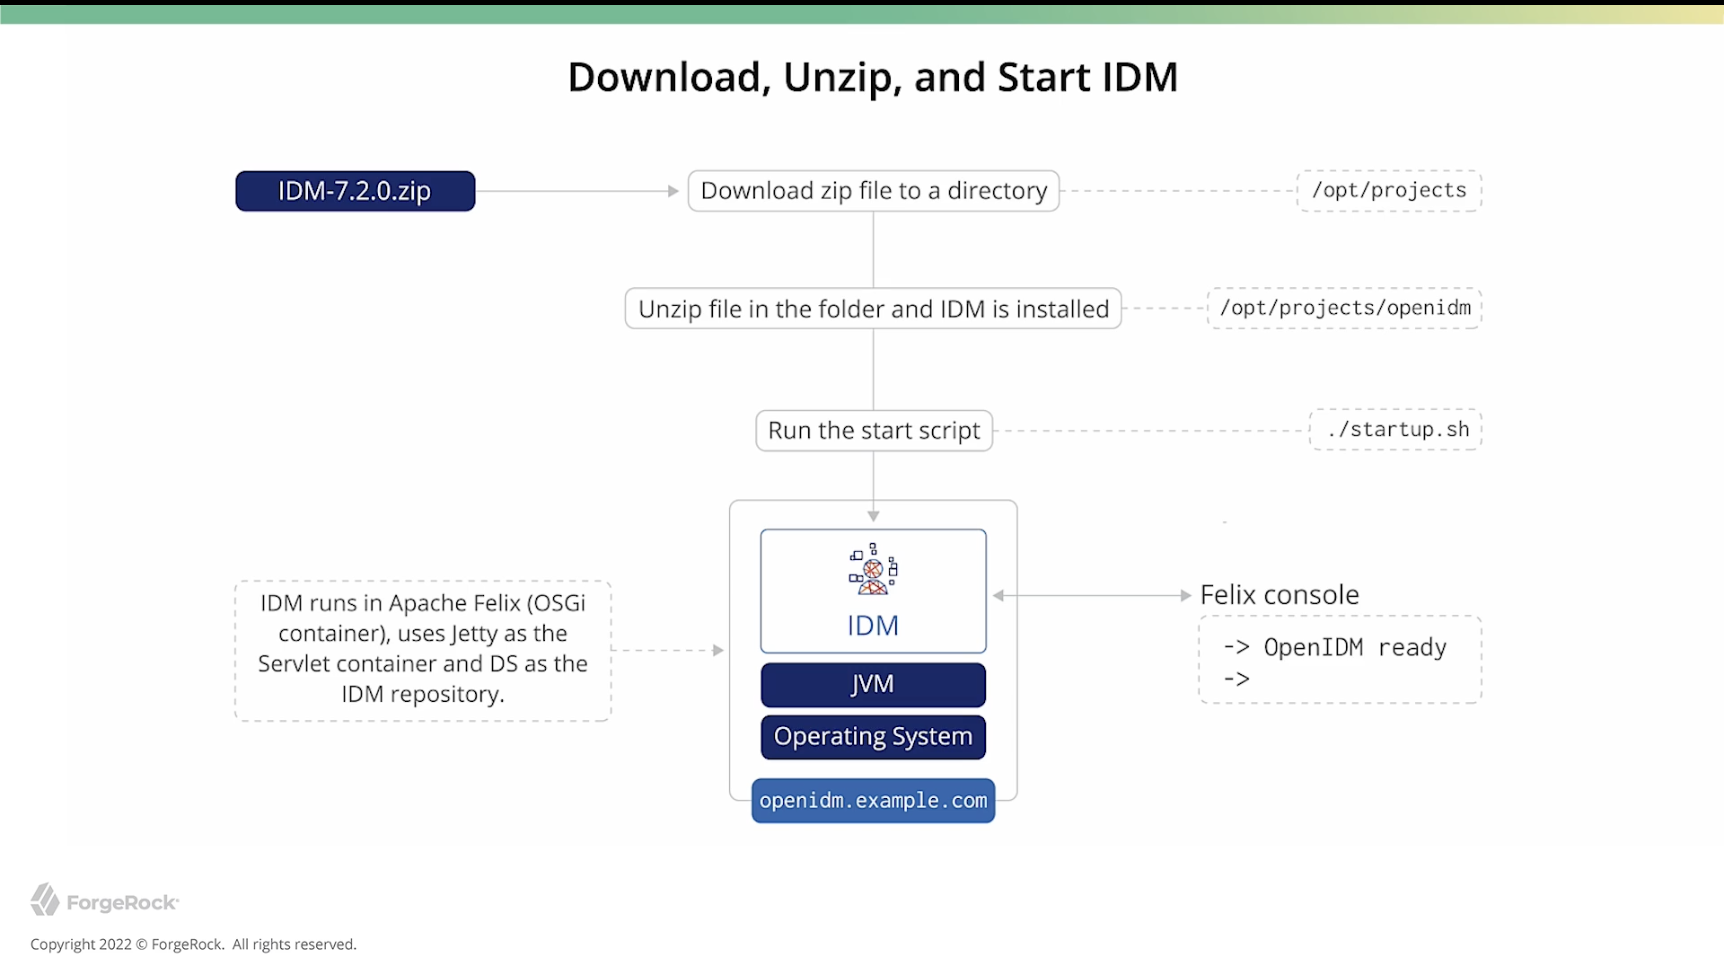 Download, Unzip, and Start IDM
IDM-7.2.0.zip
Download zip file to a directory
/opt/projects
Unzip file in the folder and IDM is installed
/opt/projects/openidm
Run the start script
./startup.sh
IDM runs in Apache Felix (OSGi
container), uses Jetty as the
Servlet container and DS as the
IDM repository.
IDM
JVM
Operating System
openidm.example.com
Felix console
-> OpenIDM ready
->
ForgeRock
Copyright 2022 © ForgeRock. All rights reserved.